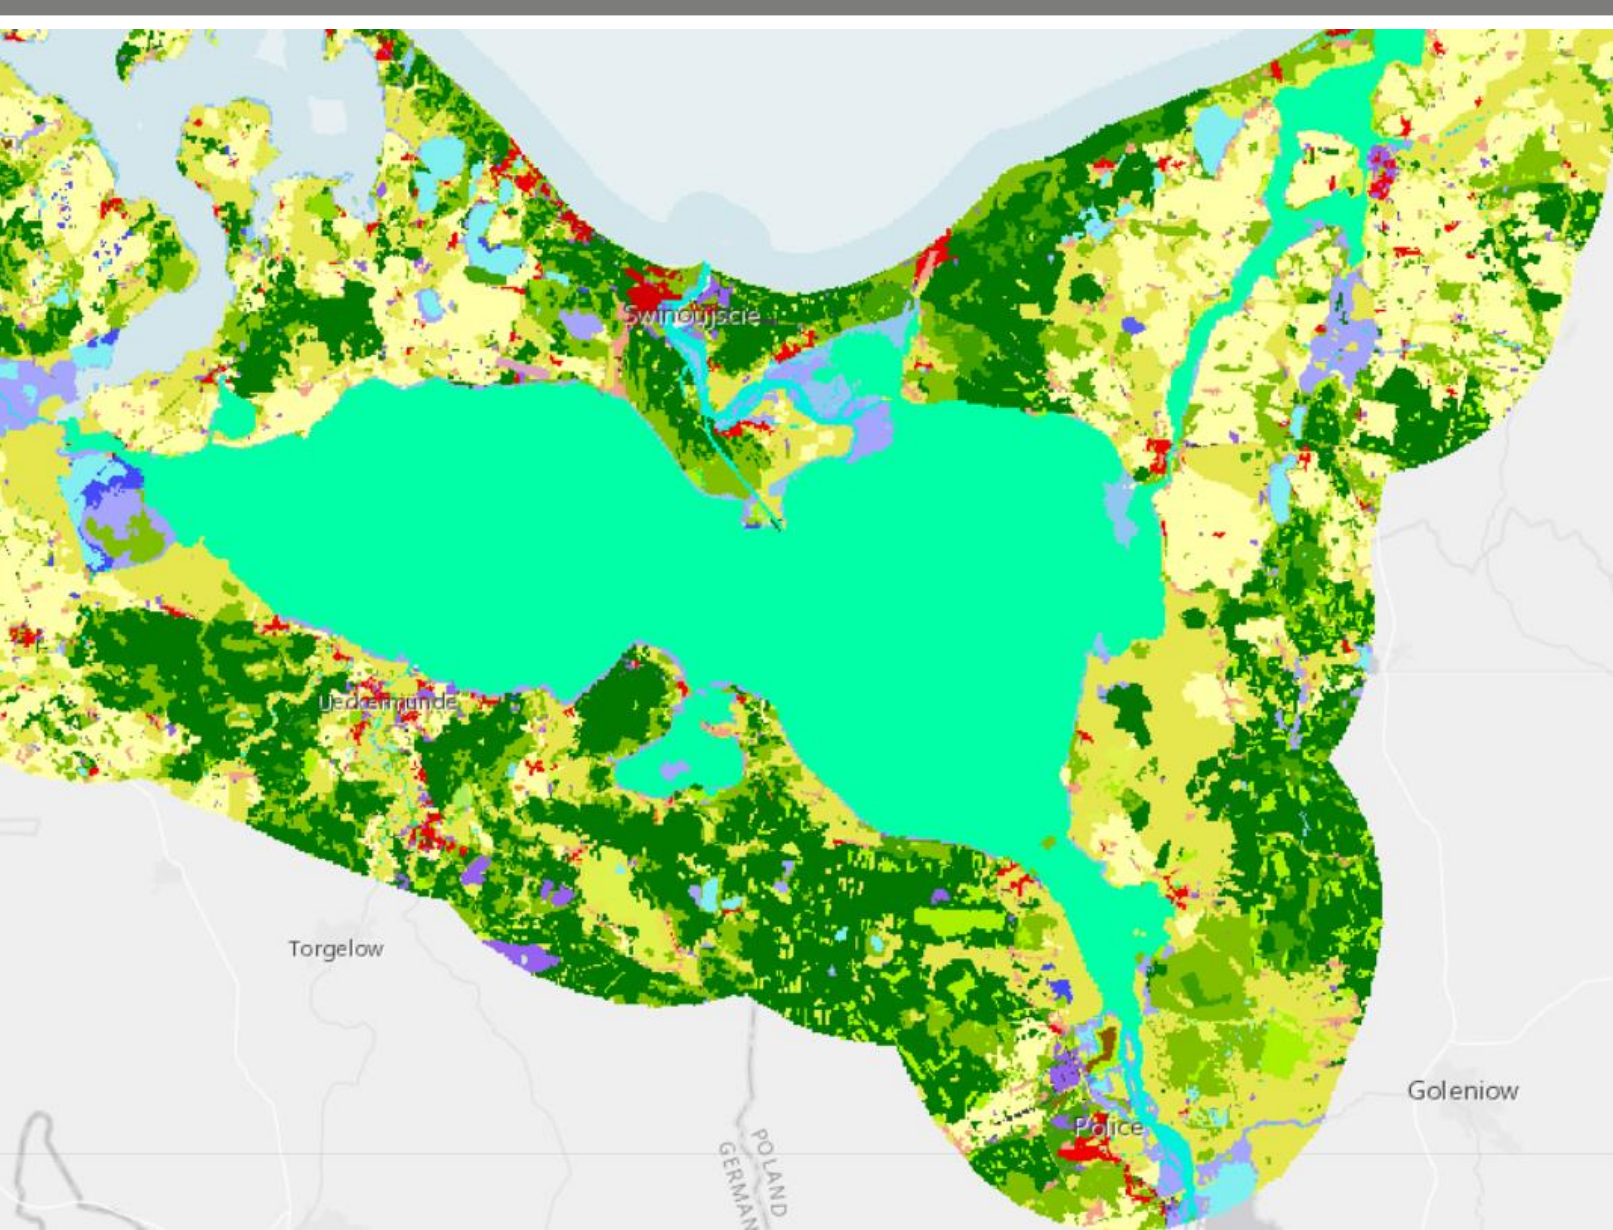 Swinoujscie
Ueckermunde
Torgelow
Goleniow
Police
POLAND
GERMAN